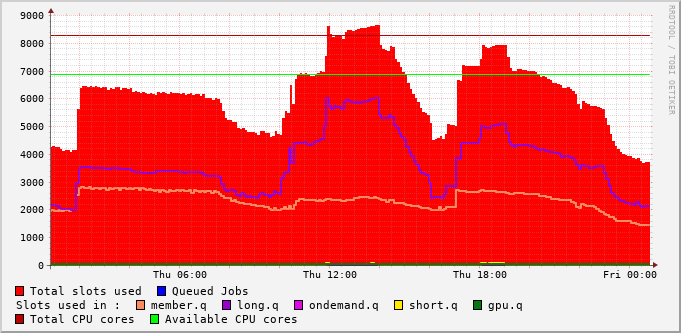 9000
8000
7000
6000
5000
4000
3000
2000
1000
0
Thu 06:00 Thu 12:00 Thu 18:00 Fri 00:00
RRDTOOL / TOBI OETIKER
Total slots used Queued Jobs
Slots used in : member.q long.q ondemand.q short.q gpu.q
Total CPU cores Available CPU cores